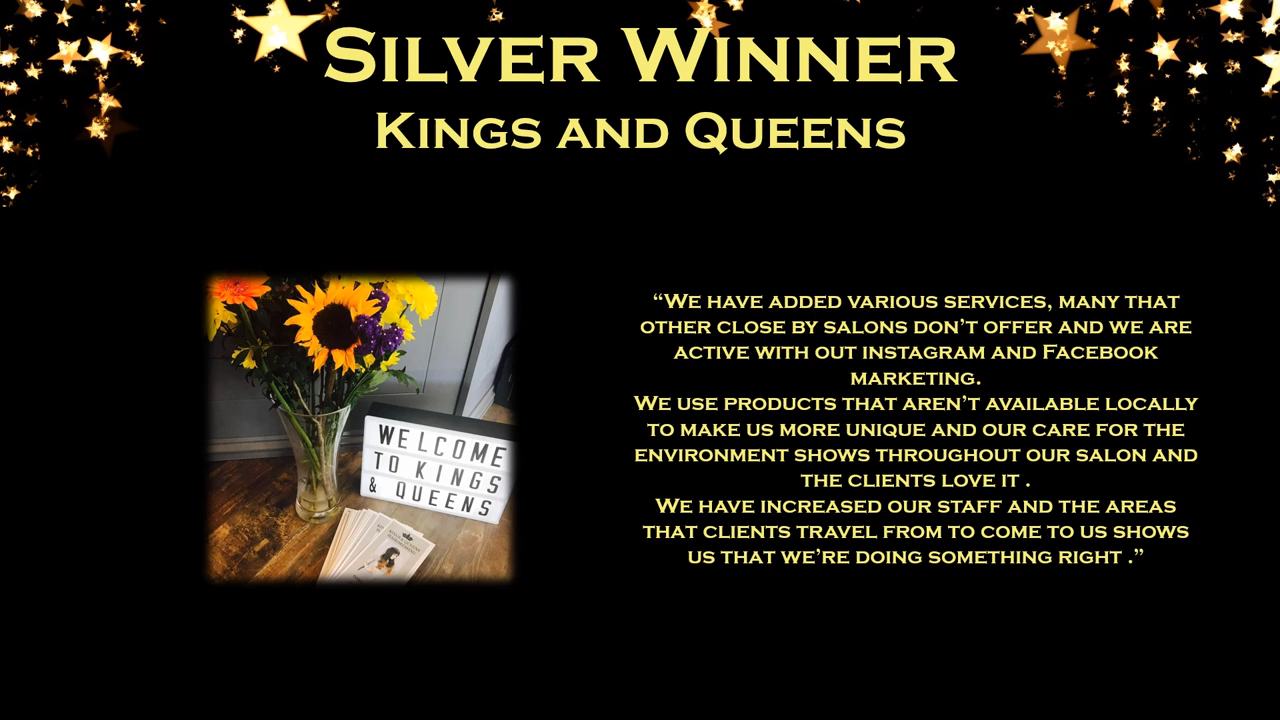 Silver Winner
Kings and Queens
“We have added various services, many that
other close by salons don’t offer and we are
active with out instagram and Facebook
marketing.
We use products that aren’t available locally
to make us more unique and our care for the
environment shows throughout our salon and
the clients love it .
We have increased our staff and the areas
that clients travel from to come to us shows
us that we’re doing something right .”
WELCOME
TO KINGS
& QUEENS